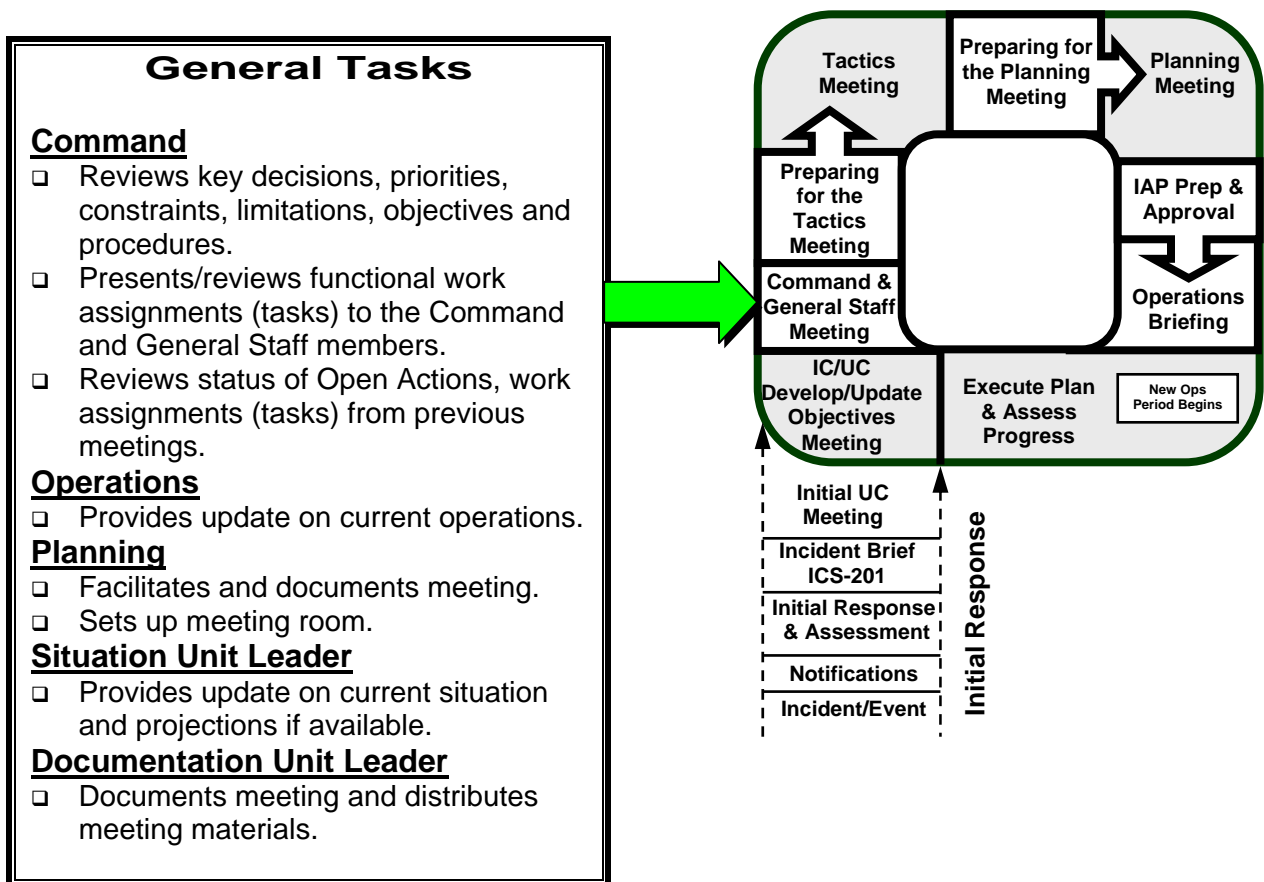 General Tasks
Command
❑ Reviews key decisions, priorities,
constraints, limitations, objectives and
procedures.
❑ Presents/reviews functional work
assignments (tasks) to the Command
and General Staff members.
❑ Reviews status of Open Actions, work
assignments (tasks) from previous
meetings.
Operations
❑ Provides update on current operations.
Planning
❑ Facilitates and documents meeting.
❑ Sets up meeting room.
Situation Unit Leader
❑ Provides update on current situation
and projections if available.
Documentation Unit Leader
❑ Documents meeting and distributes
meeting materials.
Tactics
Meeting
Preparing for
the Planning
Meeting
Planning
Meeting
Preparing
for the
Tactics
Meeting
IAP Prep &
Approval
Command &
General Staff
Meeting
Operations
Briefing
IC/UC
Develop/Update
Objectives
Meeting
Execute Plan
& Assess
Progress
New Ops
Period Begins
Initial UC
Meeting
Incident Brief
ICS-201
Initial Response
& Assessment
Notifications
Incident/Event
Initial Response